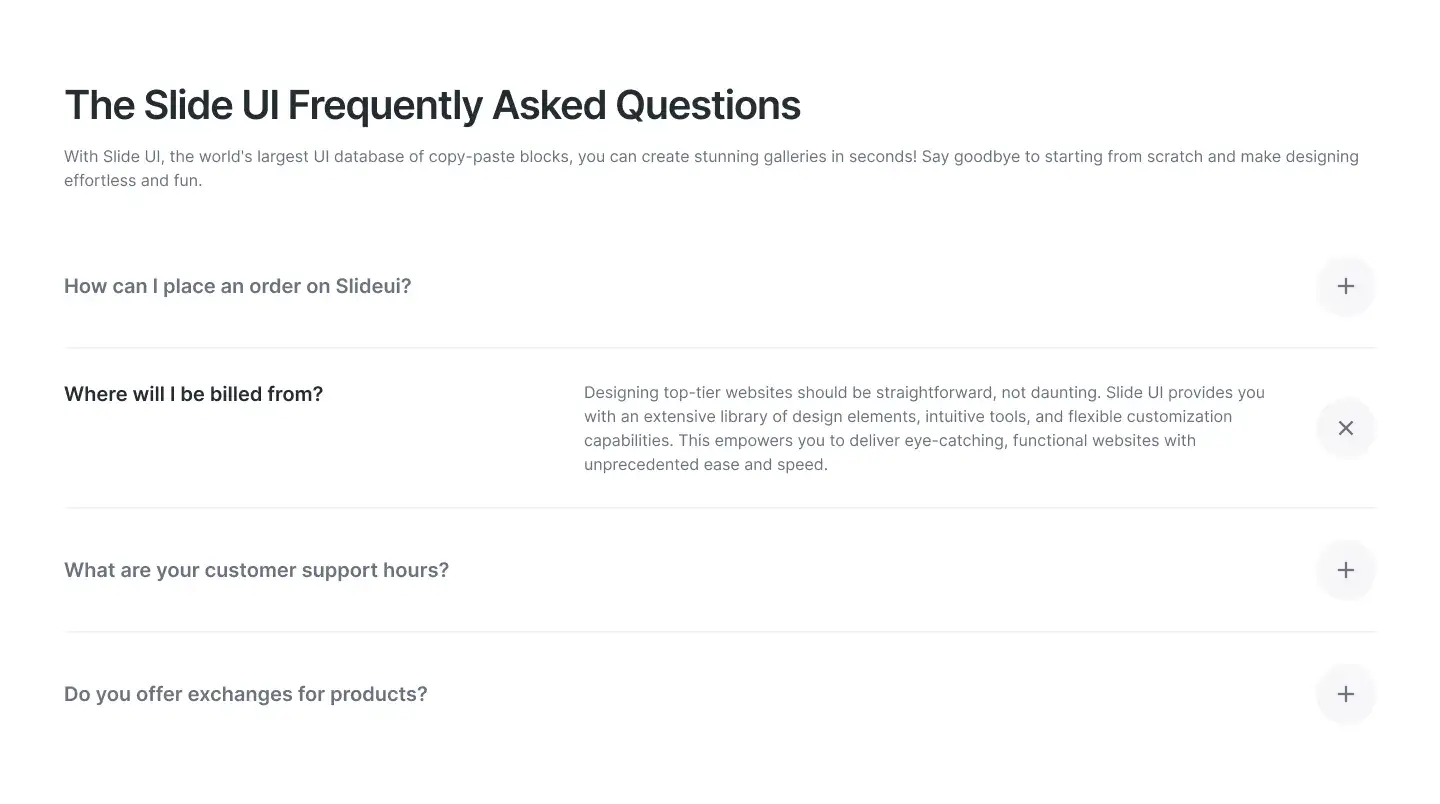 The Slide UI Frequently Asked Questions
With Slide UI, the world's largest UI database of copy-paste blocks, you can create stunning galleries in seconds! Say goodbye to starting from scratch and make designing
effortless and fun.
How can I place an order on Slideui?
Where will I be billed from?
Designing top-tier websites should be straightforward, not daunting. Slide UI provides you
with an extensive library of design elements, intuitive tools, and flexible customization
capabilities. This empowers you to deliver eye-catching, functional websites with
unprecedented ease and speed.
What are your customer support hours?
Do you offer exchanges for products?